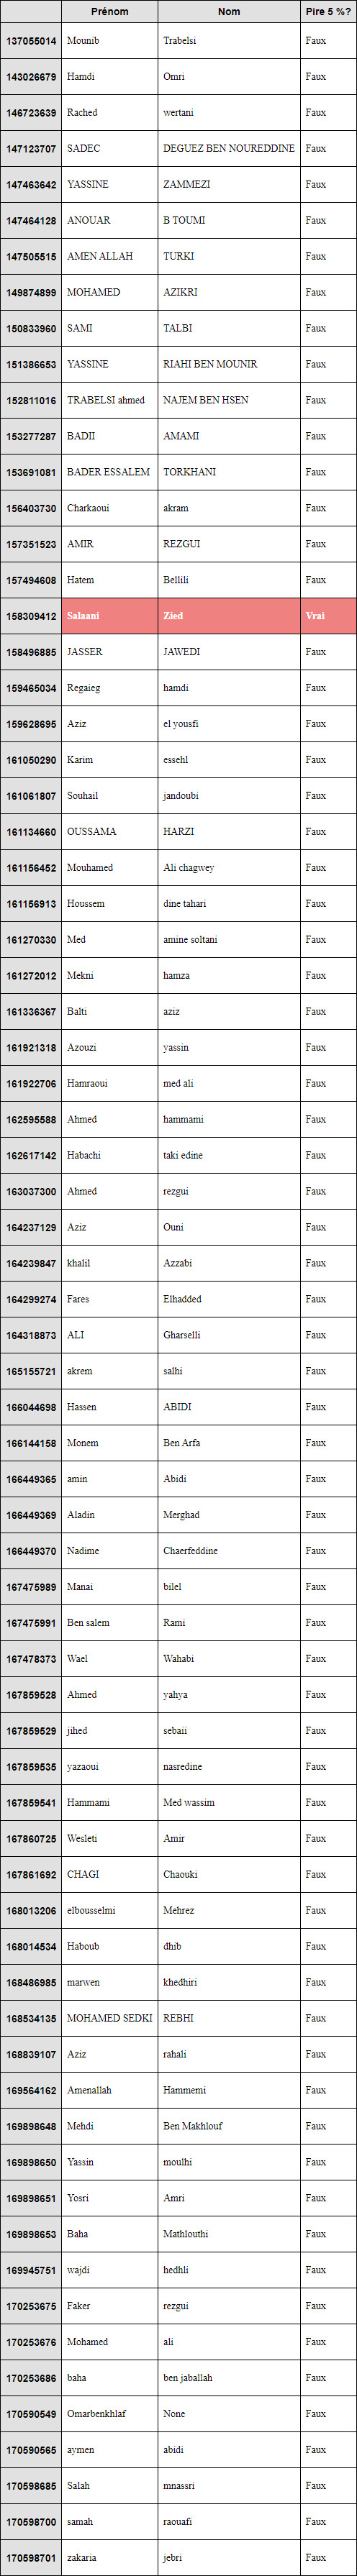 Prénom Nom Pire 5 %?
137055014 Mounib Trabelsi Faux
143026679 Hamdi Omri Faux
146723639 Rached wertani Faux
147123707 SADEC DEGUEZ BEN NOUREDDINE Faux
147463642 YASSINE ZAMMEZI Faux
147464128 ANOUAR B TOUMI Faux
147505515 AMEN ALLAH TURKI Faux
149874899 MOHAMED AZIKRI Faux
150833960 SAMI TALBI Faux
151386653 YASSINE RIAHI BEN MOUNIR Faux
152811016 TRABELSI ahmed NAJEM BEN HSEN Faux
153277287 BADII AMAMI Faux
153691081 BADER ESSALEM TORKHANI Faux
156403730 Charkaoui akram Faux
157351523 AMIR REZGUI Faux
157494608 Hatem Bellili Faux
158309412 Salaani Zied Vrai
158496885 JASSER JAWEDI Faux
159465034 Regaieg hamdi Faux
159628695 Aziz el yousfi Faux
161050290 Karim essehl Faux
161061807 Souhail jandoubi Faux
161134660 OUSSAMA HARZI Faux
161156452 Mouhamed Ali chagwey Faux
161156913 Houssem dine tahari Faux
161270330 Med amine soltani Faux
161272012 Mekni hamza Faux
161336367 Balti aziz Faux
161921318 Azouzi yassin Faux
161922706 Hamraoui med ali Faux
162595588 Ahmed hammami Faux
162617142 Habachi taki edine Faux
163037300 Ahmed rezgui Faux
164237129 Aziz Ouni Faux
164239847 khalil Azzabi Faux
164299274 Fares Elhadded Faux
164318873 ALI Gharselli Faux
165155721 akrem salhi Faux
166044698 Hassen ABIDI Faux
166144158 Monem Ben Arfa Faux
166449365 amin Abidi Faux
166449369 Aladin Merghad Faux
166449370 Nadime Chaerfeddine Faux
167475989 Manai bilel Faux
167475991 Ben salem Rami Faux
167478373 Wael Wahabi Faux
167859528 Ahmed yahya Faux
167859529 jihed sebaii Faux
167859535 yazaoui nasredine Faux
167859541 Hammami Med wassim Faux
167860725 Wesleti Amir Faux
167861692 CHAGI Chaouki Faux
168013206 elbousselmi Mehrez Faux
168014534 Haboub dhib Faux
168486985 marwen khedhiri Faux
168534135 MOHAMED SEDKI REBHI Faux
168839107 Aziz rahali Faux
169564162 Amenallah Hammemi Faux
169898648 Mehdi Ben Makhlouf Faux
169898650 Yassin moulhi Faux
169898651 Yosri Amri Faux
169898653 Baha Mathlouthi Faux
169945751 wajdi hedhli Faux
170253675 Faker rezgui Faux
170253676 Mohamed ali Faux
170253686 baha ben jaballah Faux
170590549 Omarbenkhlaf None Faux
170590565 aymen abidi Faux
170598685 Salah mnassri Faux
170598700 samah raouafi Faux
170598701 zakaria jebri Faux